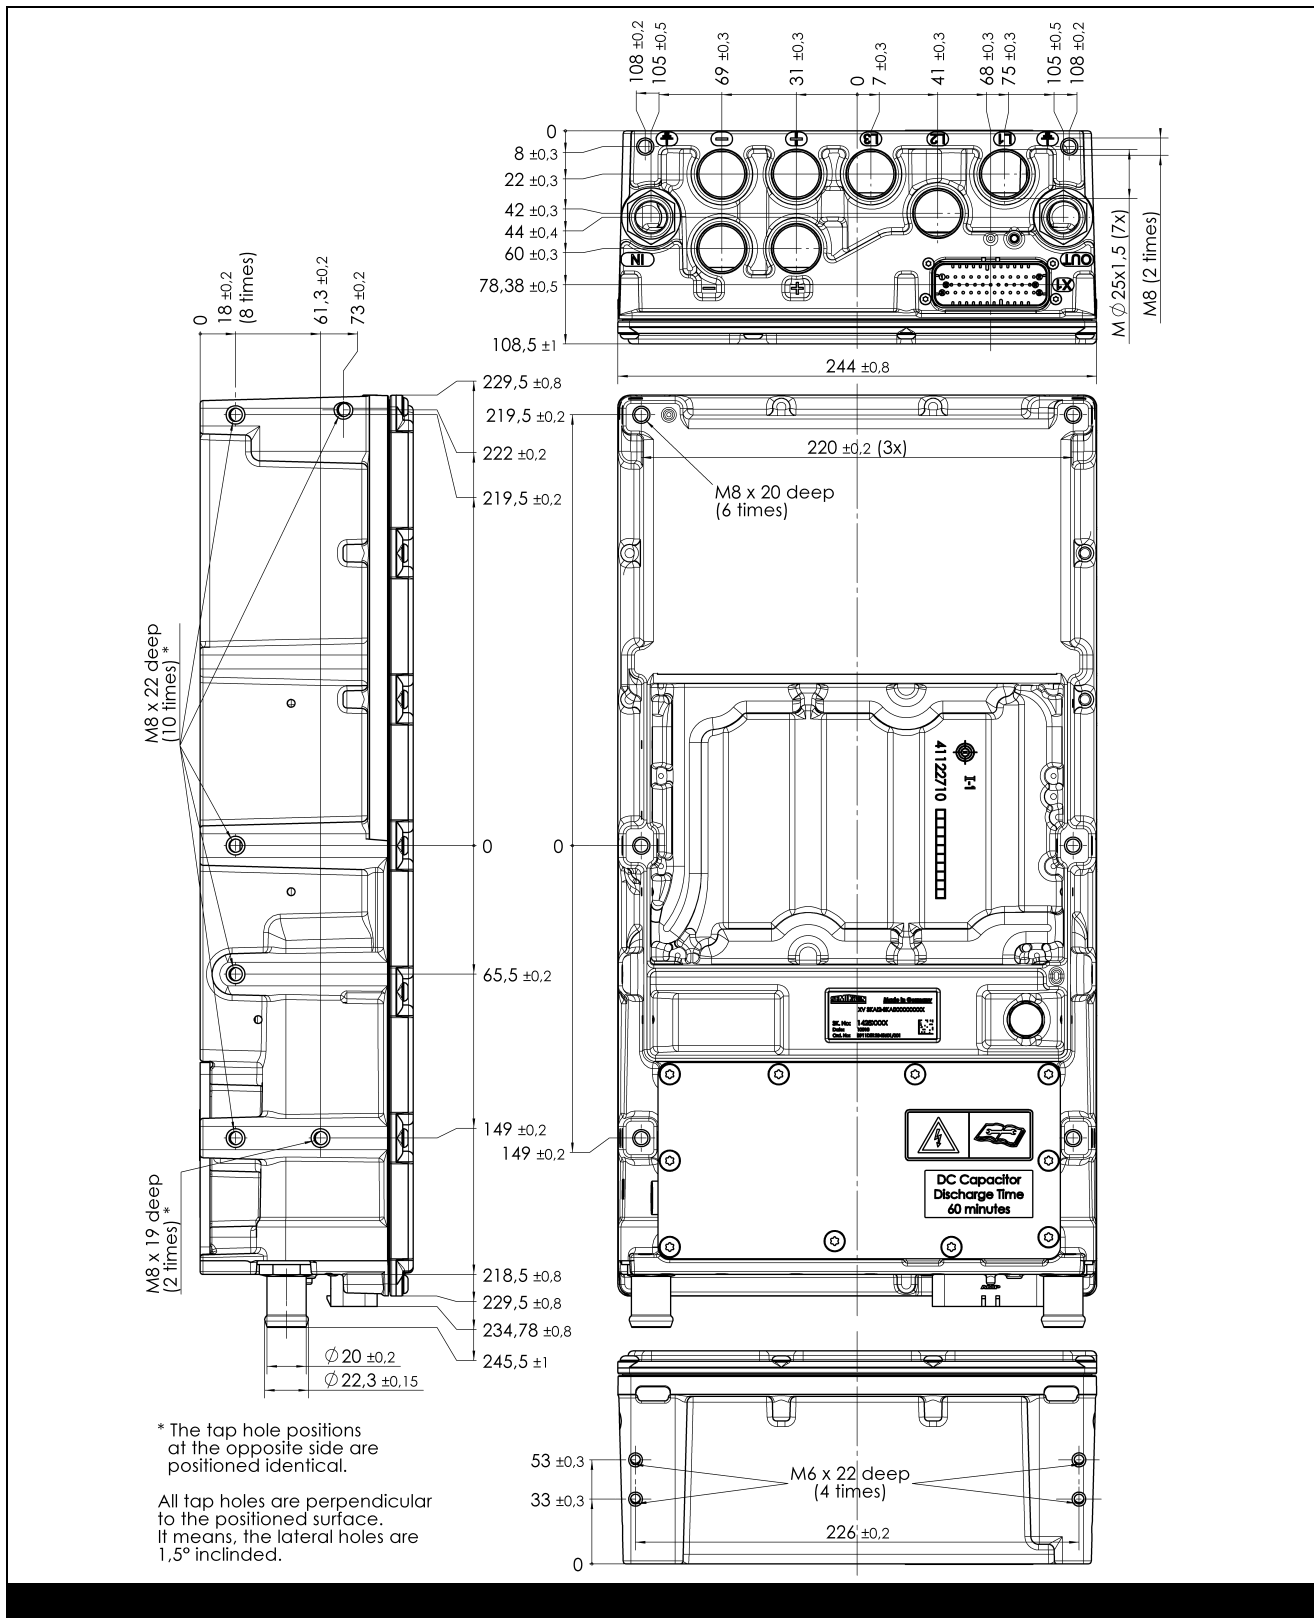 108 ±0,2
105 ±0,5
69 ±0,3
31 ±0,3
0
7 ±0,3
41 ±0,3
68 ±0,3
75 ±0,3
105 ±0,5
108 ±0,2
0
8 ±0,3
22 ±0,3
42 ±0,3
44 ±0,4
60 ±0,3
78,38 ±0,5
108,5 ±1
L3
L2
L1
IN
OUT
X1
M ∅ 25x1,5 (7x)
M8 (2 times)
244 ±0,8
0
18 ±0,2
(8 times)
61,3 ±0,2
73 ±0,2
229,5 ±0,8
219,5 ±0,2
222 ±0,2
219,5 ±0,2
220 ±0,2 (3x)
M8 x 20 deep
(6 times)
M8 x 22 deep
(10 times) *
41122710
I-1
0
0
65,5 ±0,2
Made in Germany
149 ±0,2
149 ±0,2
M8 x 19 deep
(2 times) *
DC Capacitor
Discharge Time
60 minutes
218,5 ±0,8
229,5 ±0,8
234,78 ±0,8
245,5 ±1
∅ 20 ±0,2
∅ 22,3 ±0,15
* The tap hole positions
at the opposite side are
positioned identical.
All tap holes are perpendicular
to the positioned surface.
It means, the lateral holes are
1,5° inclinded.
53 ±0,3
33 ±0,3
0
M6 x 22 deep
(4 times)
226 ±0,2